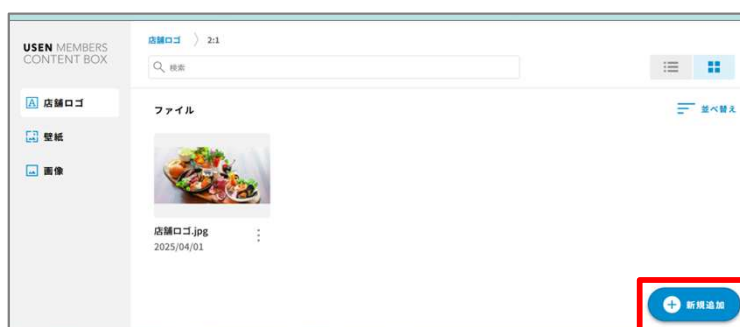 USEN MEMBERS
CONTENT BOX
店舗ロゴ
壁紙
画像
店舗ロゴ 〉 2:1
検索
ファイル
並べ替え
店舗ロゴ.jpg
2025/04/01
新規追加